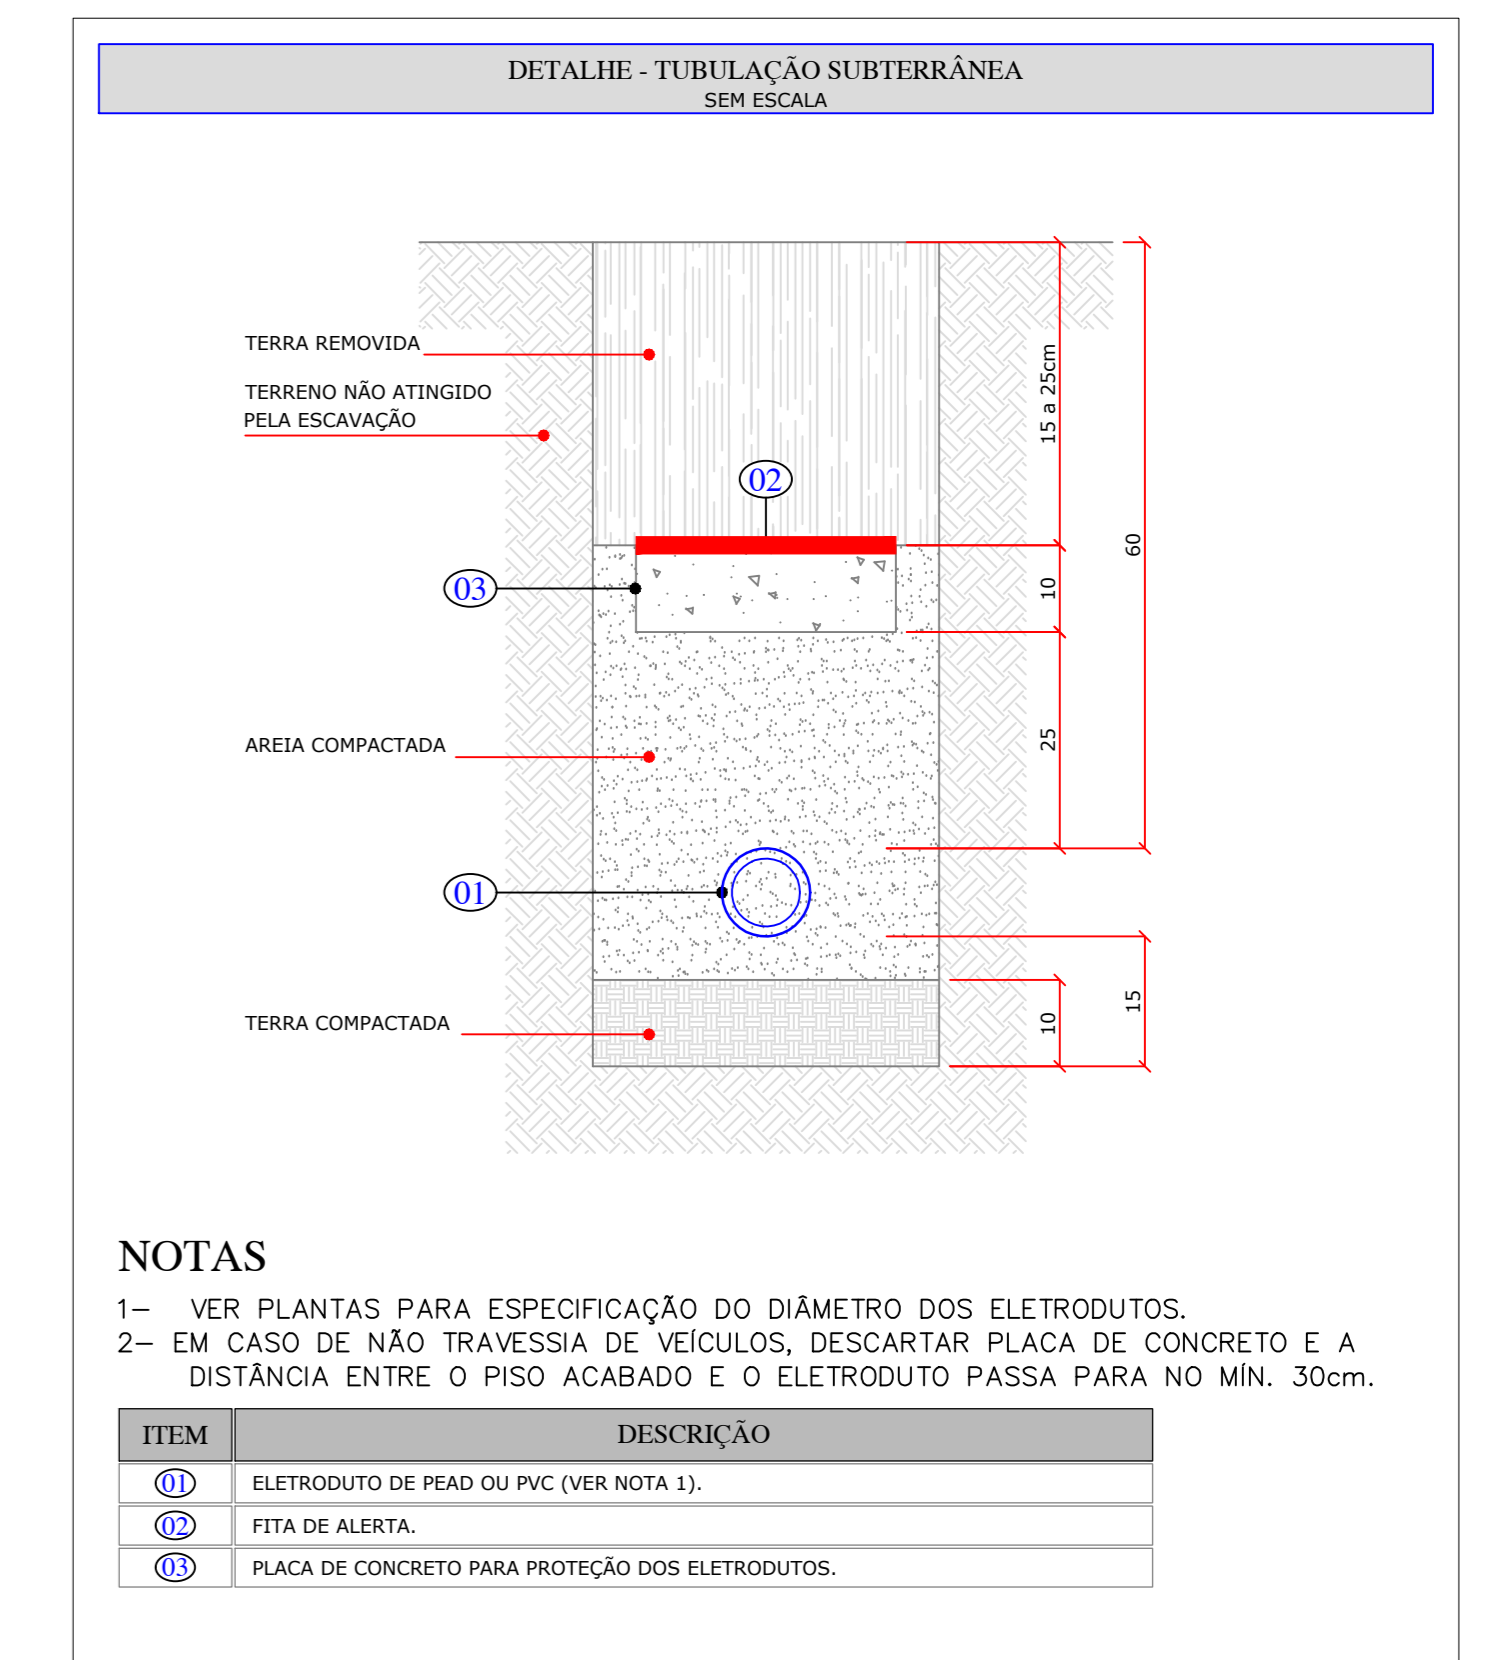 DETALHE - TUBULAÇÃO SUBTERRÂNEA
SEM ESCALA
TERRA REMOVIDA
TERRENO NÃO ATINGIDO
PELA ESCAVAÇÃO
15 a 25cm
02
60
03
10
AREIA COMPACTADA
25
01
TERRA COMPACTADA
10
15
NOTAS
1– VER PLANTAS PARA ESPECIFICAÇÃO DO DIÂMETRO DOS ELETRODUTOS.
2– EM CASO DE NÃO TRAVESSIA DE VEÍCULOS, DESCARTAR PLACA DE CONCRETO E A
DISTÂNCIA ENTRE O PISO ACABADO E O ELETRODUTO PASSA PARA NO MÍN. 30cm.
ITEM DESCRIÇÃO
01 ELETRODUTO DE PEAD OU PVC (VER NOTA 1).
02 FITA DE ALERTA.
03 PLACA DE CONCRETO PARA PROTEÇÃO DOS ELETRODUTOS.